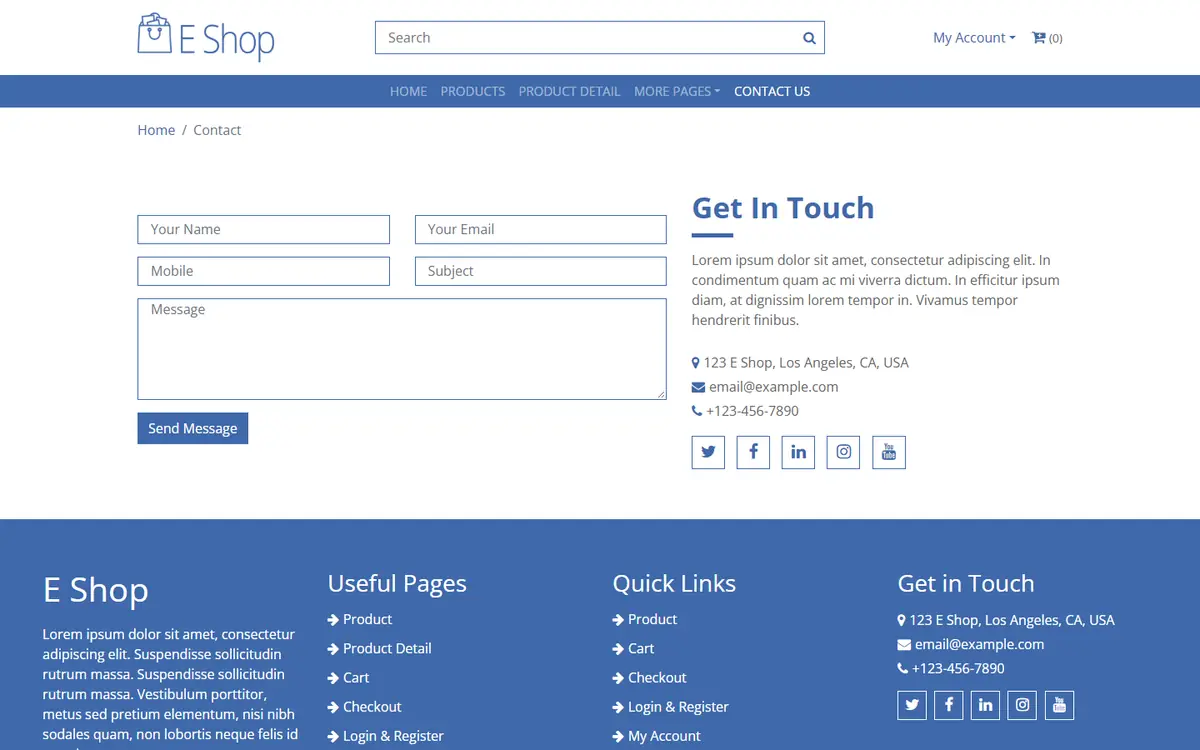 E Shop
Search
My Account
(0)
HOME PRODUCTS PRODUCT DETAIL MORE PAGES CONTACT US
Home / Contact
Your Name
Your Email
Mobile
Subject
Message
Send Message
Get In Touch
Lorem ipsum dolor sit amet, consectetur adipiscing elit. In
condimentum quam ac mi viverra dictum. In efficitur ipsum
diam, at dignissim lorem tempor in. Vivamus tempor
hendrerit finibus.
123 E Shop, Los Angeles, CA, USA
email@example.com
+123-456-7890
You Tube
E Shop
Lorem ipsum dolor sit amet, consectetur
adipiscing elit. Suspendisse sollicitudin
rutrum massa. Suspendisse sollicitudin
rutrum massa. Vestibulum porttitor,
metus sed pretium elementum, nisi nibh
sodales quam, non lobortis neque felis id
Useful Pages
Product
Product Detail
Cart
Checkout
Login & Register
Quick Links
Product
Cart
Checkout
Login & Register
My Account
Get in Touch
123 E Shop, Los Angeles, CA, USA
email@example.com
+123-456-7890
You Tube